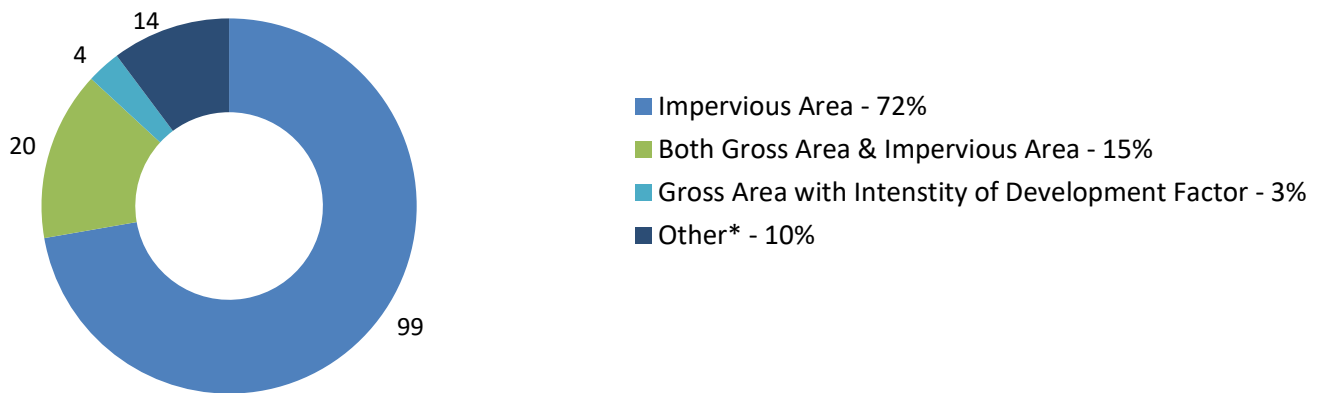 14
4
20
99
Impervious Area - 72%
Both Gross Area & Impervious Area - 15%
Gross Area with Intenstity of Development Factor - 3%
Other* - 10%